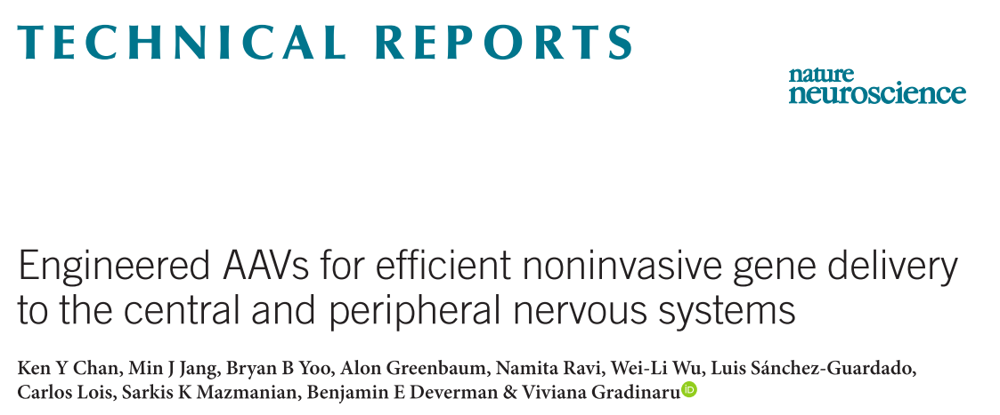 TECHNICAL REPORTS
nature
neuroscience
Engineered AAVs for efficient noninvasive gene delivery
to the central and peripheral nervous systems
Ken Y Chan, Min J Jang, Bryan B Yoo, Alon Greenbaum, Namita Ravi, Wei-Li Wu, Luis Sánchez-Guardado,
Carlos Lois, Sarkis K Mazmanian, Benjamin E Deverman & Viviana Gradinaru iD